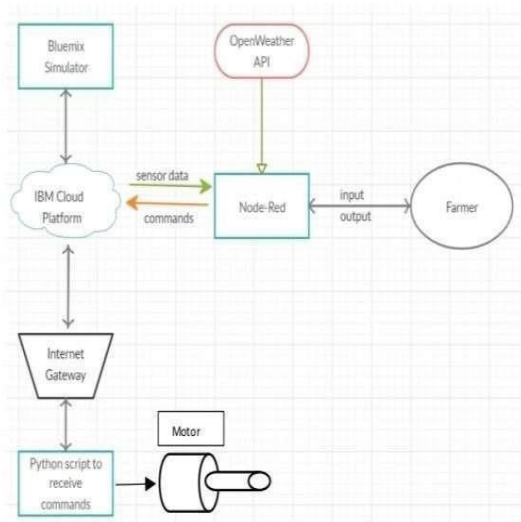 Bluemix
Simulator
OpenWeather
API
IBM Cloud
Platform
sensor data
commands
Node-Red
input
output
Farmer
Internet
Gateway
Motor
Python script to
receive
commands